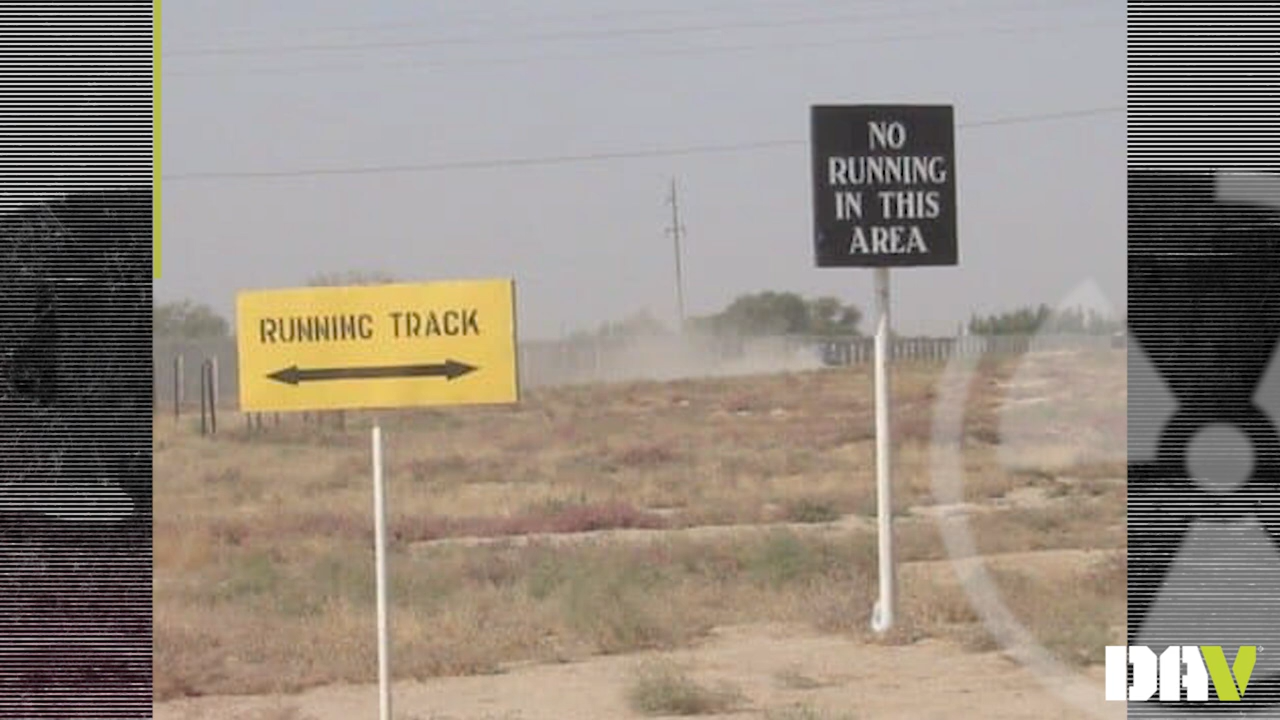 NO
RUNNING
IN THIS
AREA
RUNNING TRACK
DAV